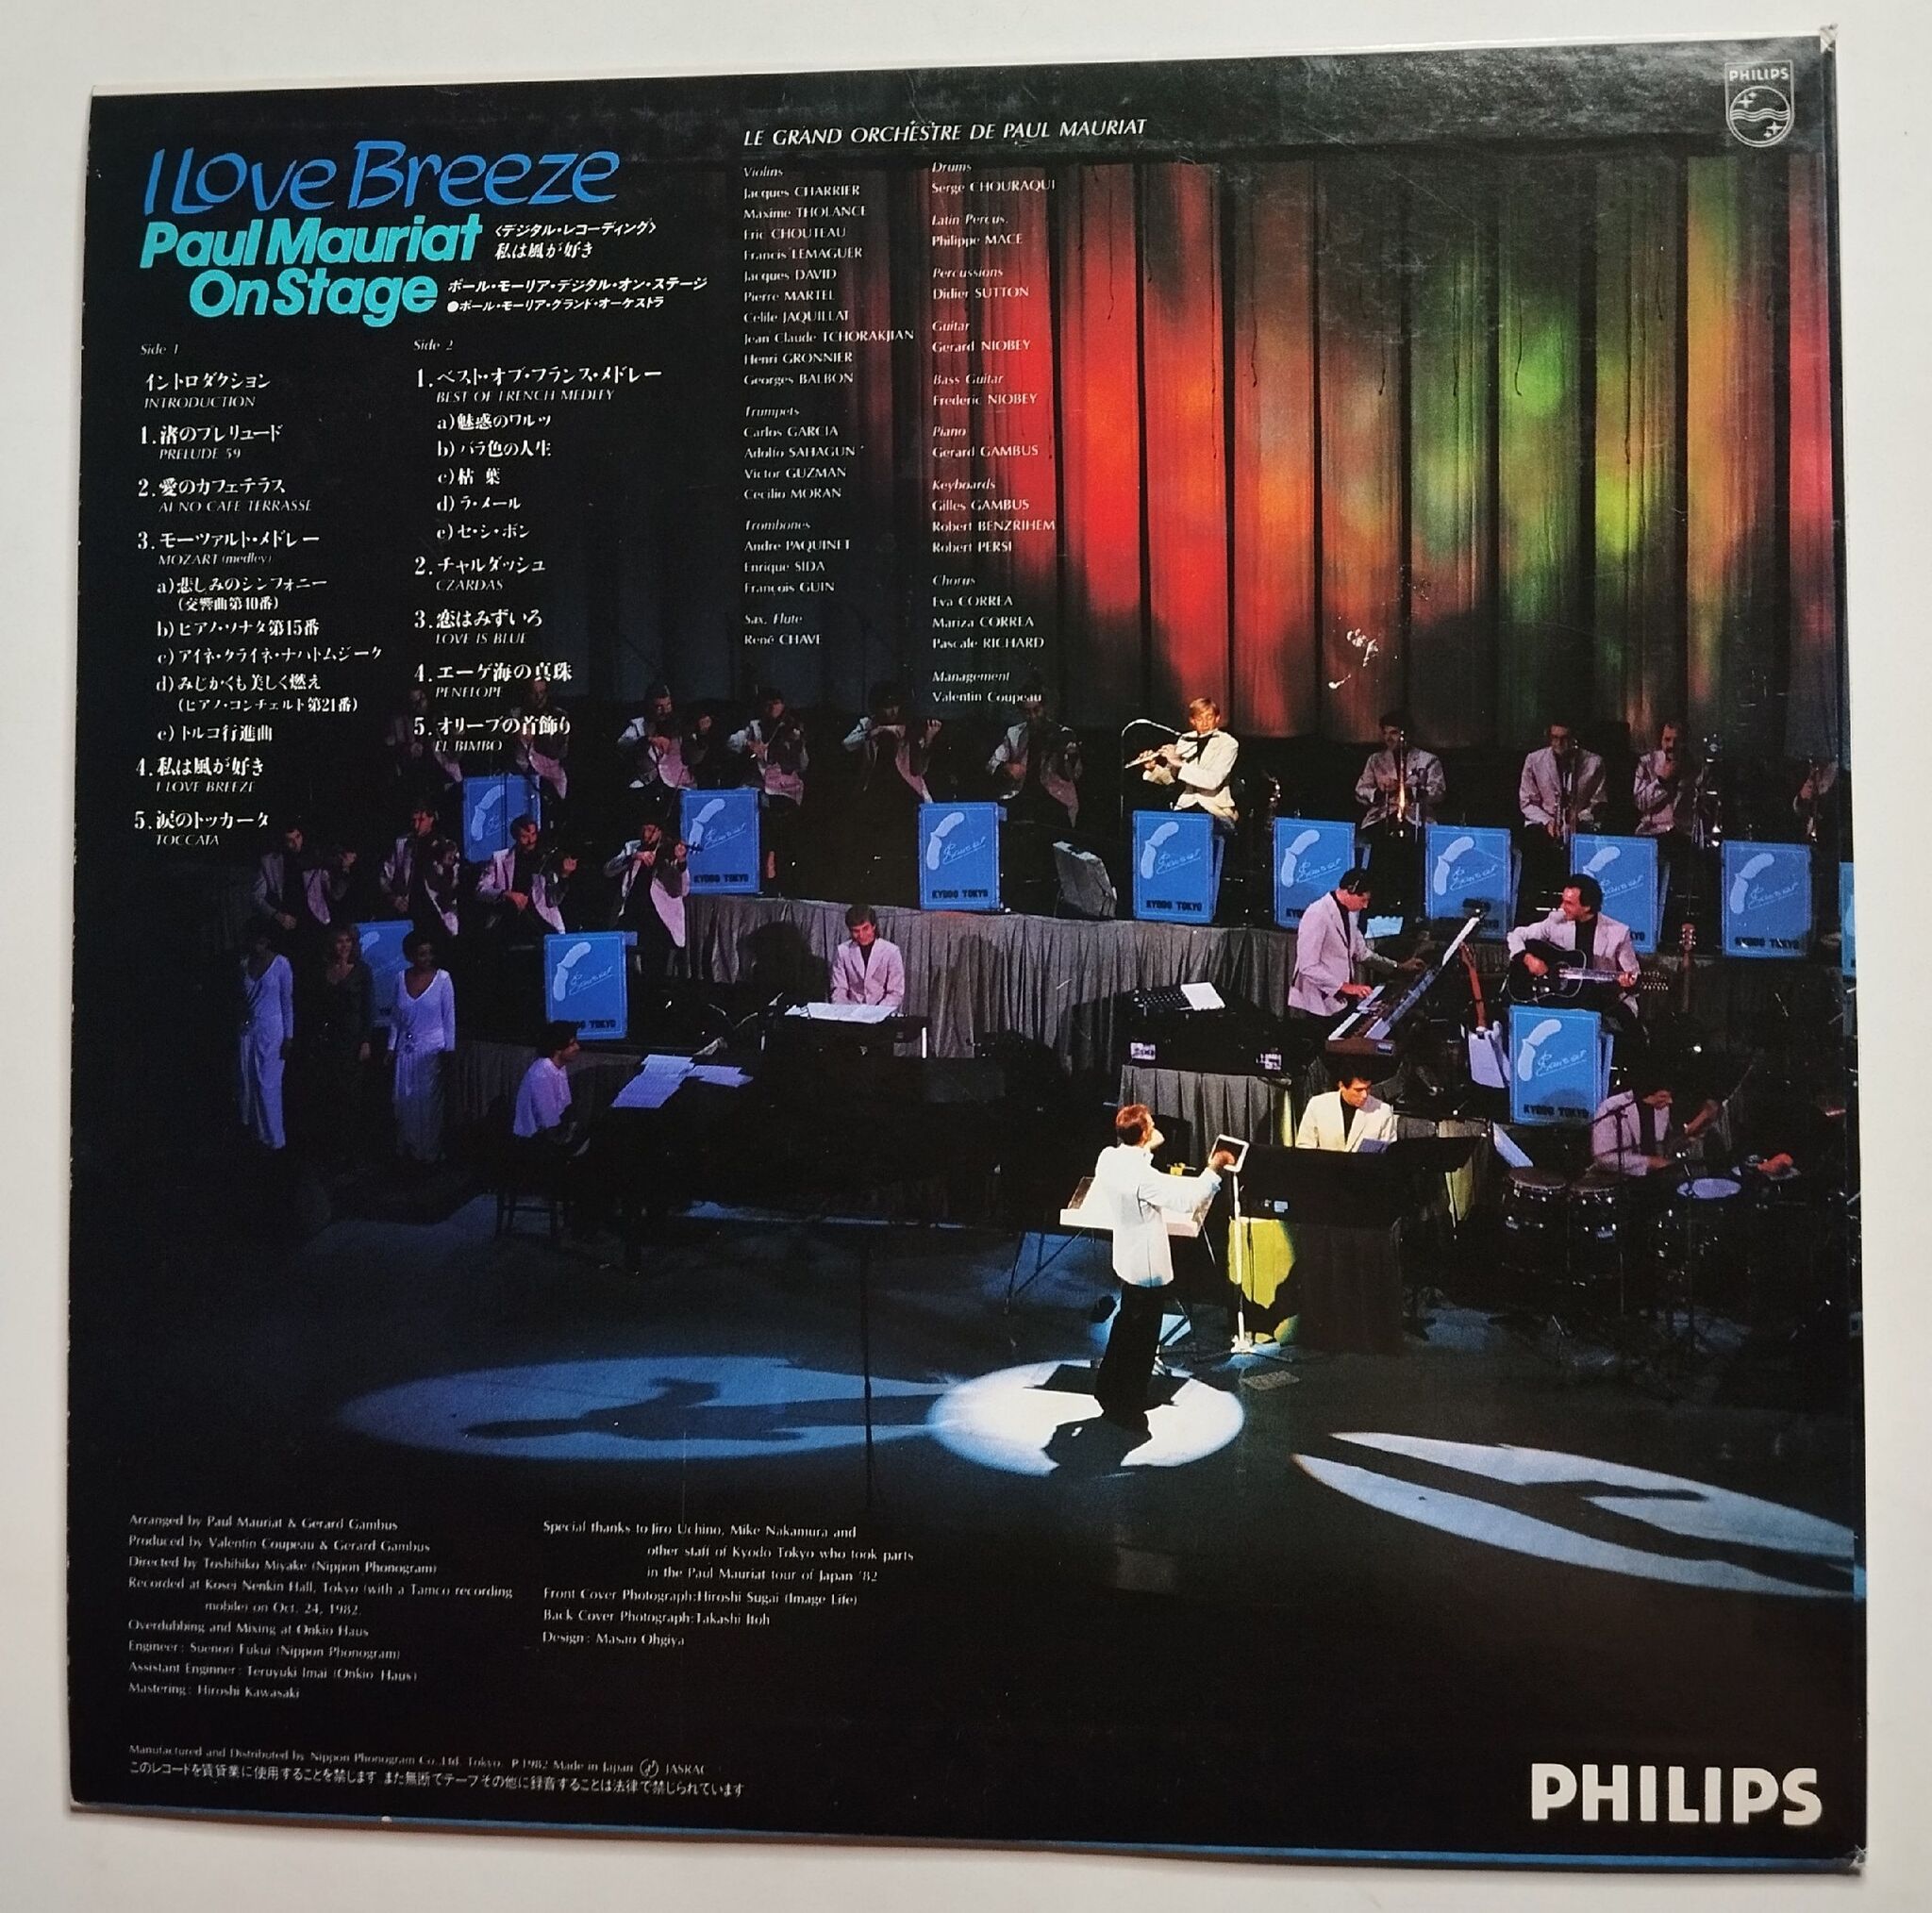 PHILIPS
I Love Breeze
Paul Mauriat
On Stage
〈デジタル・レコーディング〉
私は風が好き
ポール・モーリア・デジタル・オン・ステージ
●ポール・モーリア・グランド・オーケストラ
Side 1
イントロダクション
INTRODUCTION
1.渚のプレリュード
PRELUDE 59
2.愛のカフェテラス
AI NO CAFE TERRASSE
3.モーツァルト・メドレー
MOZART (medley)
a)悲しみのシンフォニー
(交響曲第40番)
b)ピアノ・ソナタ第15番
c)アイネ・クライネ・ナハトムジーク
d)みじかくも美しく燃え
(ピアノ・コンチェルト第21番)
e)トルコ行進曲
4.私は風が好き
I LOVE BREEZE
5.涙のトッカータ
TOCCATA
Side 2
1.ベスト・オブ・フランス・メドレー
BEST OF FRENCH MEDLEY
a)魅惑のワルツ
b)バラ色の人生
c)枯 葉
d)ラ・メール
e)セ・シ・ボン
2.チャルダッシュ
CZARDAS
3.恋はみずいろ
LOVE IS BLUE
4.エーゲ海の真珠
PENELOPE
5.オリーブの首飾り
EL BIMBO
LE GRAND ORCHESTRE DE PAUL MAURIAT
Violins
Jacques CHARRIER
Maxime THOLANCE
Eric CHOUTEAU
Francis LEMAGUER
Jacques DAVID
Pierre MARTEL
Celile JAQUILLAT
Jean Claude TCHORAKJIAN
Henri GRONNIER
Georges BALBON
Trumpets
Carlos GARCIA
Adolfo SAHAGUN
Victor GUZMAN
Cecilio MORAN
Trombones
Andre PAQUINET
Enrique SIDA
François GUIN
Sax, Flute
René CHAVE
Drums
Serge CHOURAQUI
Latin Percus.
Philippe MACE
Percussions
Didier SUTTON
Guitar
Gerard NIOBEY
Bass Guitar
Frederic NIOBEY
Piano
Gerard GAMBUS
Keyboards
Gilles GAMBUS
Robert BENZRIHEM
Robert PERSI
Chorus
Eva CORREA
Mariza CORREA
Pascale RICHARD
Management
Valentin Coupeau
KYODO TOKYO
KYODO TOKYO
KYODO TOKYO
KYODO TOKYO
KYODO TOKYO
KYODO TOKYO
Arranged by Paul Mauriat & Gerard Gambus
Produced by Valentin Coupeau & Gerard Gambus
Directed by Toshihiko Miyake (Nippon Phonogram)
Recorded at Kosei Nenkin Hall, Tokyo (with a Tamco recording
mobile) on Oct. 24, 1982.
Overdubbing and Mixing at Onkio Haus
Engineer: Suenori Fukui (Nippon Phonogram)
Assistant Enginner: Teruyuki Imai (Onkio Haus)
Mastering: Hiroshi Kawasaki
Special thanks to Jiro Uchino, Mike Nakamura and
other staff of Kyodo Tokyo who took parts
in the Paul Mauriat tour of Japan '82
Front Cover Photograph:Hiroshi Sugai (Image Life)
Back Cover Photograph:Takashi Itoh
Design: Masao Ohgiya
Manufactured and Distributed by Nippon Phonogram Co.,Ltd. Tokyo. P 1982 Made in Japan JASRAC
このレコードを賃貸業に使用することを禁じます また無断でテープその他に録音することは法律で禁じられています
PHILIPS